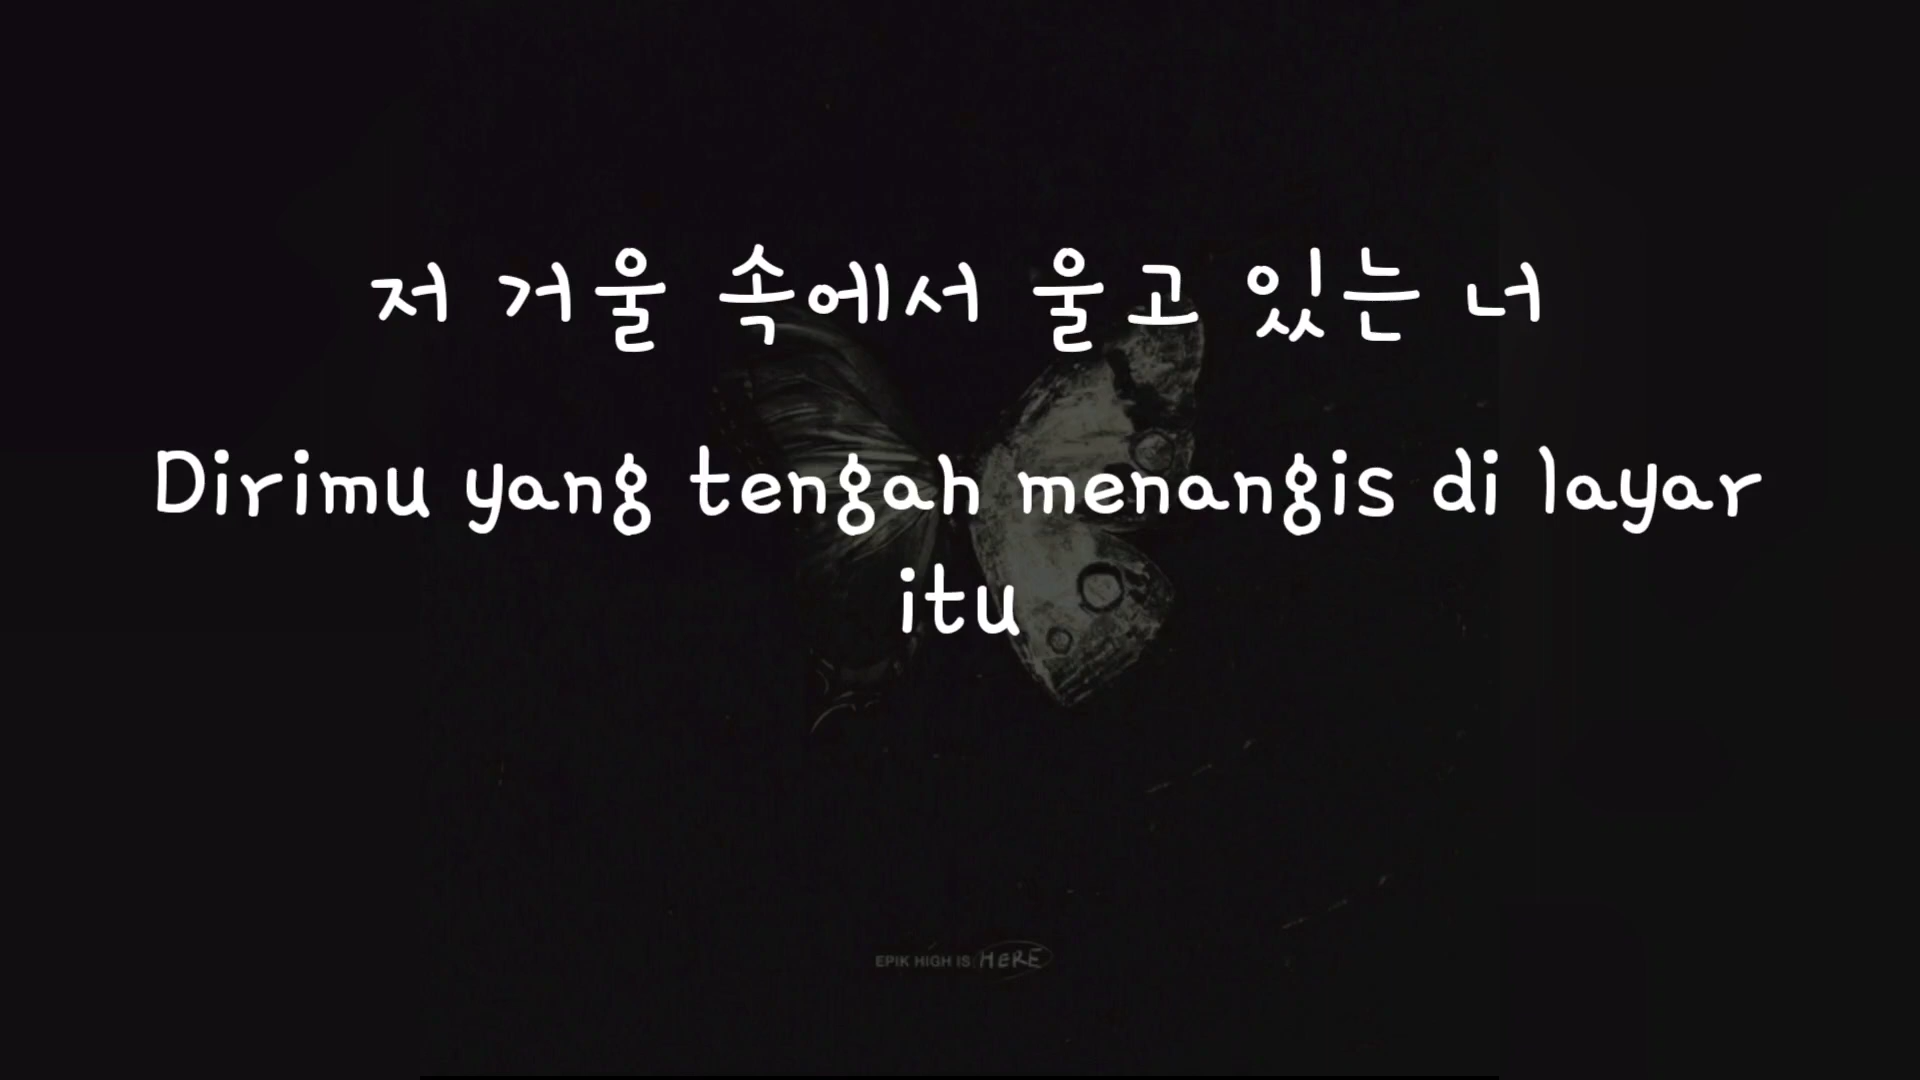 저 거울 속에서 울고 있는 너
Dirimu yang tengah menangis di layar
itu
EPIK HIGH IS HERE